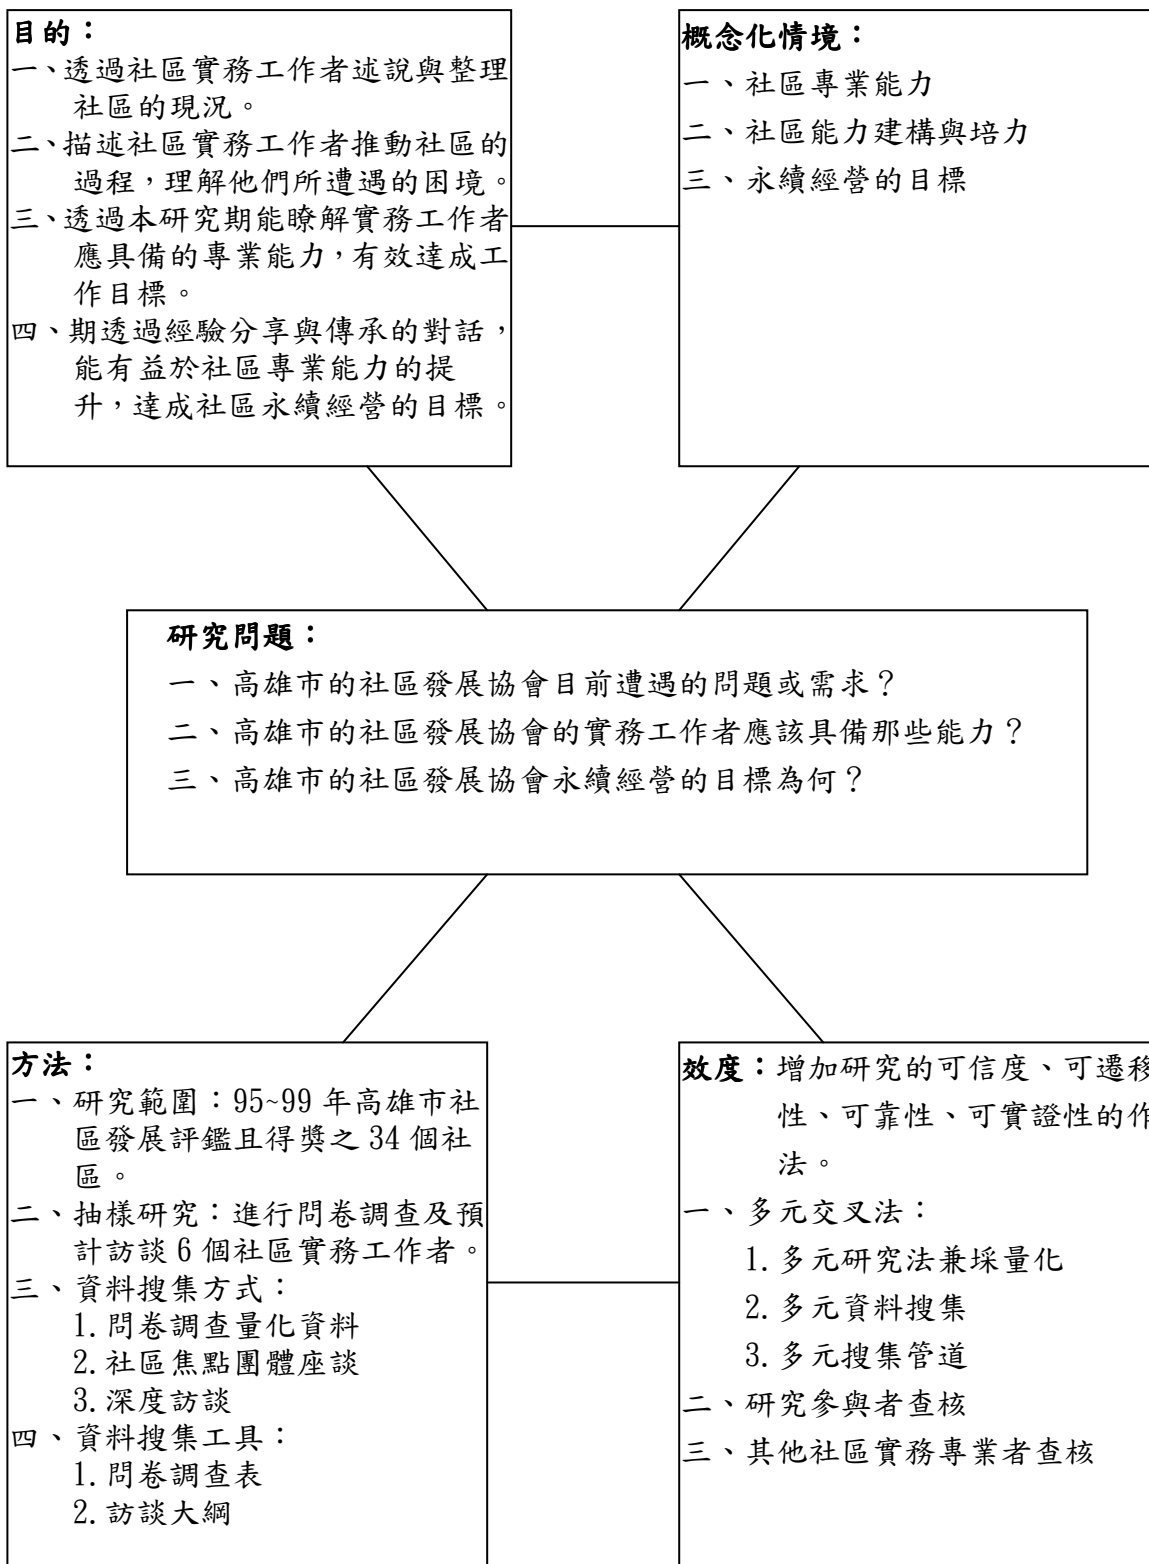 目的：
一、透過社區實務工作者述說與整理
社區的現況。
二、描述社區實務工作者推動社區的
過程，理解他們所遭遇的困境。
三、透過本研究期能瞭解實務工作者
應具備的專業能力，有效達成工
作目標。
四、期透過經驗分享與傳承的對話，
能有益於社區專業能力的提
升，達成社區永續經營的目標。
概念化情境：
一、社區專業能力
二、社區能力建構與培力
三、永續經營的目標
研究問題：
一、高雄市的社區發展協會目前遭遇的問題或需求？
二、高雄市的社區發展協會的實務工作者應該具備那些能力？
三、高雄市的社區發展協會永續經營的目標為何？
方法：
一、研究範圍：95~99 年高雄市社
區發展評鑑且得獎之 34 個社
區。
二、抽樣研究：進行問卷調查及預
計訪談 6 個社區實務工作者。
三、資料搜集方式：
1.問卷調查量化資料
2.社區焦點團體座談
3.深度訪談
四、資料搜集工具：
1.問卷調查表
2.訪談大綱
效度：增加研究的可信度、可遷移
性、可靠性、可實證性的作
法。
一、多元交叉法：
1.多元研究法兼採量化
2.多元資料搜集
3.多元搜集管道
二、研究參與者查核
三、其他社區實務專業者查核